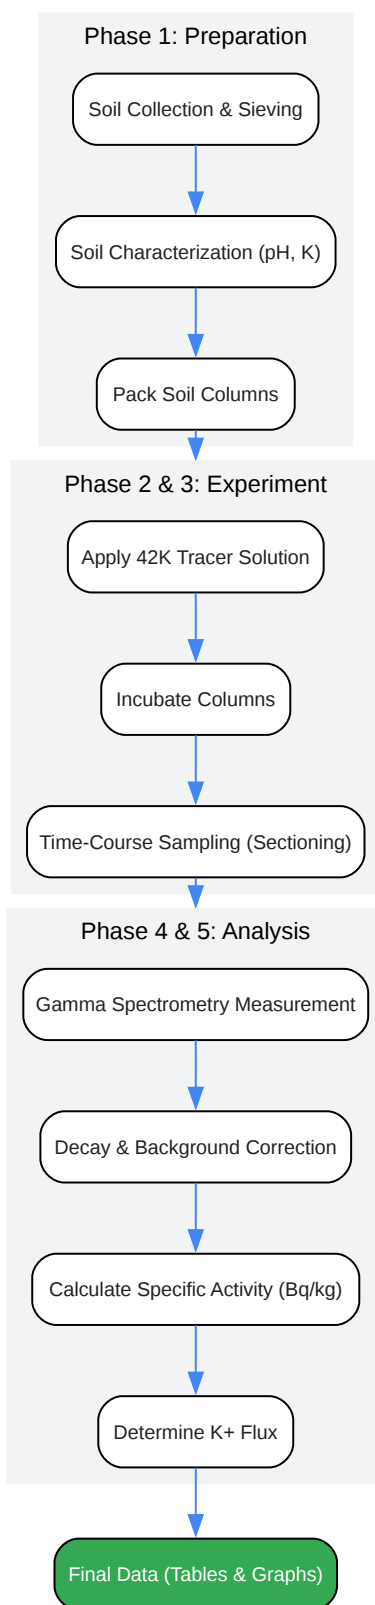 Phase 1: Preparation
Soil Collection & Sieving
Soil Characterization (pH, K)
Pack Soil Columns
Phase 2 & 3: Experiment
Apply 42K Tracer Solution
Incubate Columns
Time-Course Sampling (Sectioning)
Phase 4 & 5: Analysis
Gamma Spectrometry Measurement
Decay & Background Correction
Calculate Specific Activity (Bq/kg)
Determine K+ Flux
Final Data (Tables & Graphs)